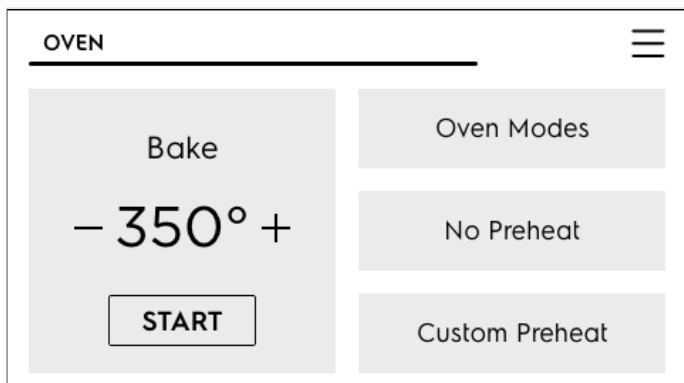 OVEN
Bake
− 350° +
START
Oven Modes
No Preheat
Custom Preheat